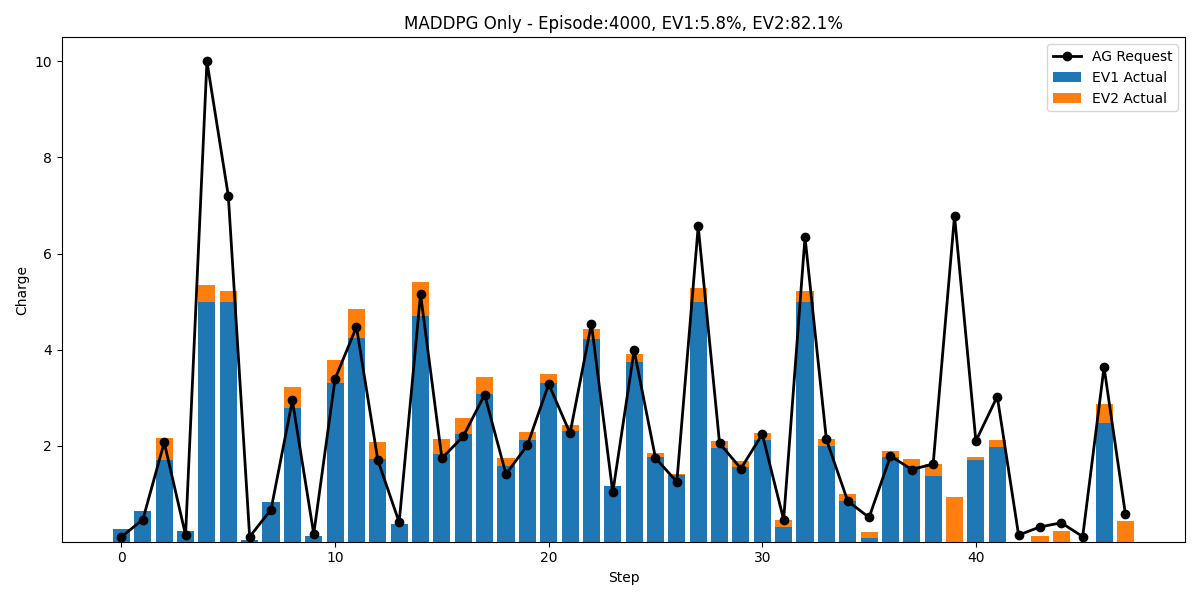 MADDPG Only - Episode:4000, EV1:5.8%, EV2:82.1%
AG Request
EV1 Actual
EV2 Actual
Charge
10
8
6
4
2
0 10 20 30 40
Step